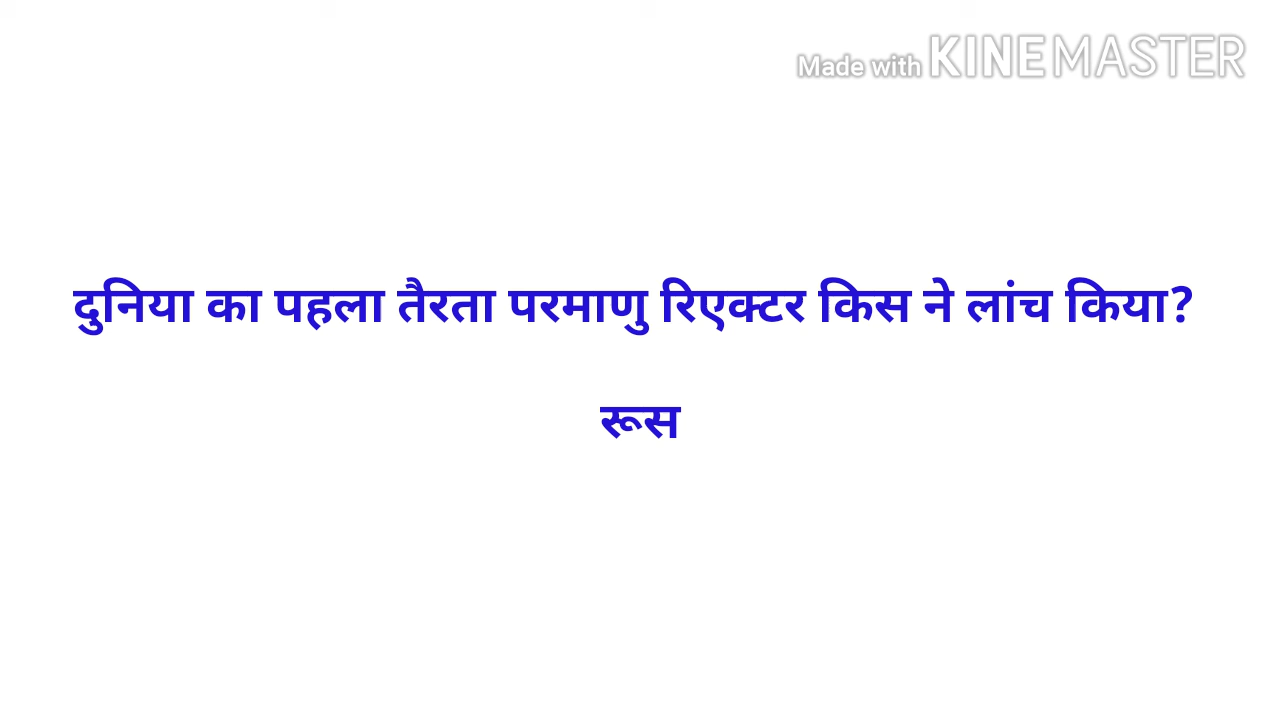 Made with KINEMASTER
दुनिया का पहला तैरता परमाणु रिएक्टर किस ने लांच किया?
रूस